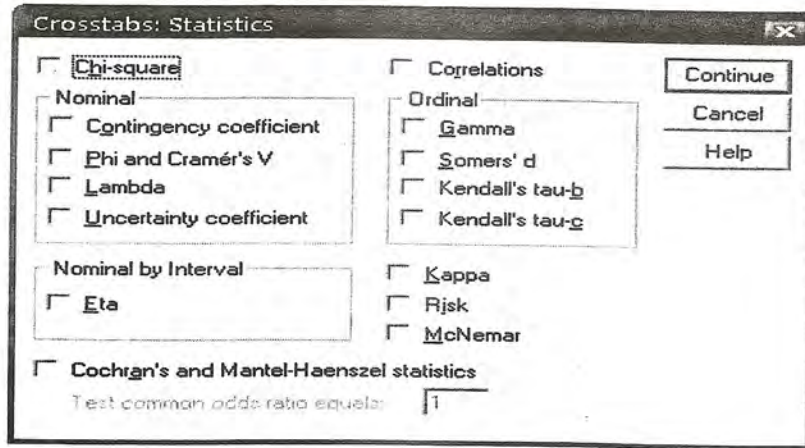 Crosstabs: Statistics
Chi-square
Correlations
Continue
Cancel
Help
Nominal
Contingency coefficient
Phi and Cramér's V
Lambda
Uncertainty coefficient
Ordinal
Gamma
Somers' d
Kendall's tau-b
Kendall's tau-c
Nominal by Interval
Eta
Kappa
Risk
McNemar
Cochran's and Mantel-Haenszel statistics
Test common odds ratio equals: 1